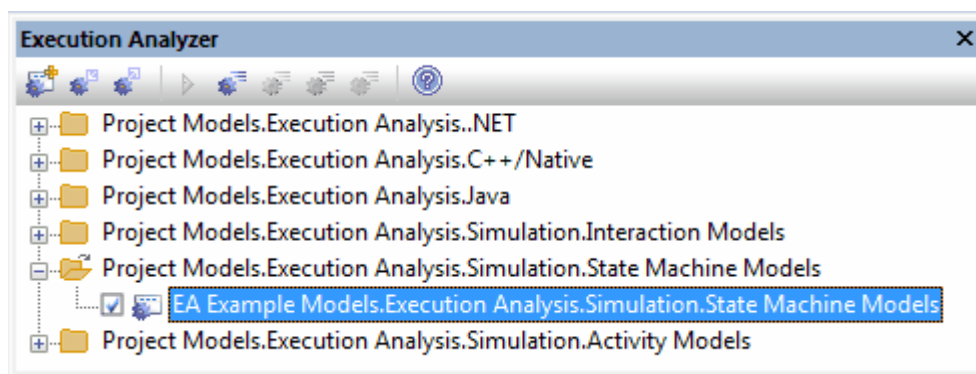 Execution Analyzer
Project Models.Execution Analysis..NET
Project Models.Execution Analysis.C++/Native
Project Models.Execution Analysis.Java
Project Models.Execution Analysis.Simulation.Interaction Models
Project Models.Execution Analysis.Simulation.State Machine Models
EA Example Models.Execution Analysis.Simulation.State Machine Models
Project Models.Execution Analysis.Simulation.Activity Models